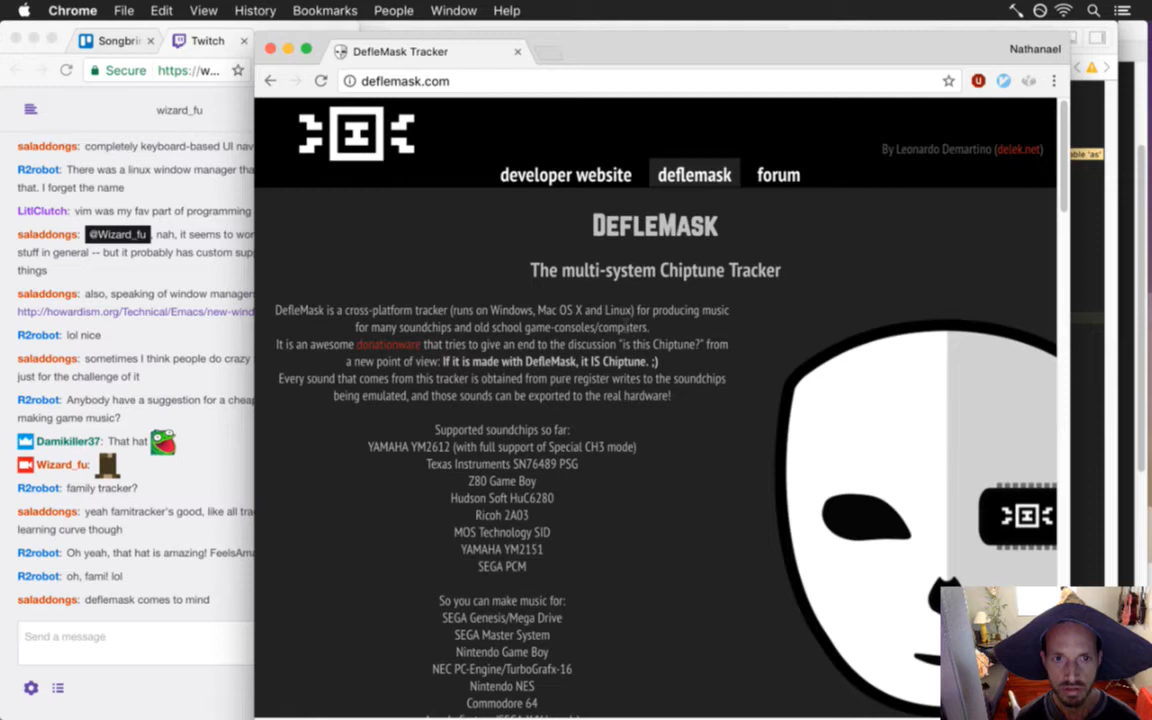 Chrome File Edit View History Bookmarks People Window Help
Songbri Twitch
Secure https://w...
wizard_fu
saladdongs: completely keyboard-based UI nav
R2robot: There was a linux window manager tha
that. I forget the name
LitlClutch: vim was my fav part of programming
saladdongs: @Wizard_fu, nah, it seems to wor
stuff in general -- but it probably has custom sup
things
saladdongs: also, speaking of window managers
http://howardism.org/Technical/Emacs/new-wind
R2robot: lol nice
saladdongs: sometimes I think people do crazy
just for the challenge of it
R2robot: Anybody have a suggestion for a cheap
making game music?
Damikiller37: That hat
Wizard_fu:
R2robot: family tracker?
saladdongs: yeah famitracker's good, like all tra
learning curve though
R2robot: Oh yeah, that hat is amazing! FeelsAma
R2robot: oh, fami! lol
saladdongs: deflemask comes to mind
Send a message
DefleMask Tracker
Nathanael
deflemask.com
By Leonardo Demartino (delek.net)
developer website deflemask forum
DEFLEMASK
The multi-system Chiptune Tracker
DefleMask is a cross-platform tracker (runs on Windows, Mac OS X and Linux) for producing music
for many soundchips and old school game-consoles/computers.
It is an awesome donationware that tries to give an end to the discussion "is this Chiptune?" from
a new point of view: If it is made with DefleMask, it IS Chiptune. ;)
Every sound that comes from this tracker is obtained from pure register writes to the soundchips
being emulated, and those sounds can be exported to the real hardware!
Supported soundchips so far:
YAMAHA YM2612 (with full support of Special CH3 mode)
Texas Instruments SN76489 PSG
Z80 Game Boy
Hudson Soft HuC6280
Ricoh 2A03
MOS Technology SID
YAMAHA YM2151
SEGA PCM
So you can make music for:
SEGA Genesis/Mega Drive
SEGA Master System
Nintendo Game Boy
NEC PC-Engine/TurboGrafx-16
Nintendo NES
Commodore 64
able 'as'